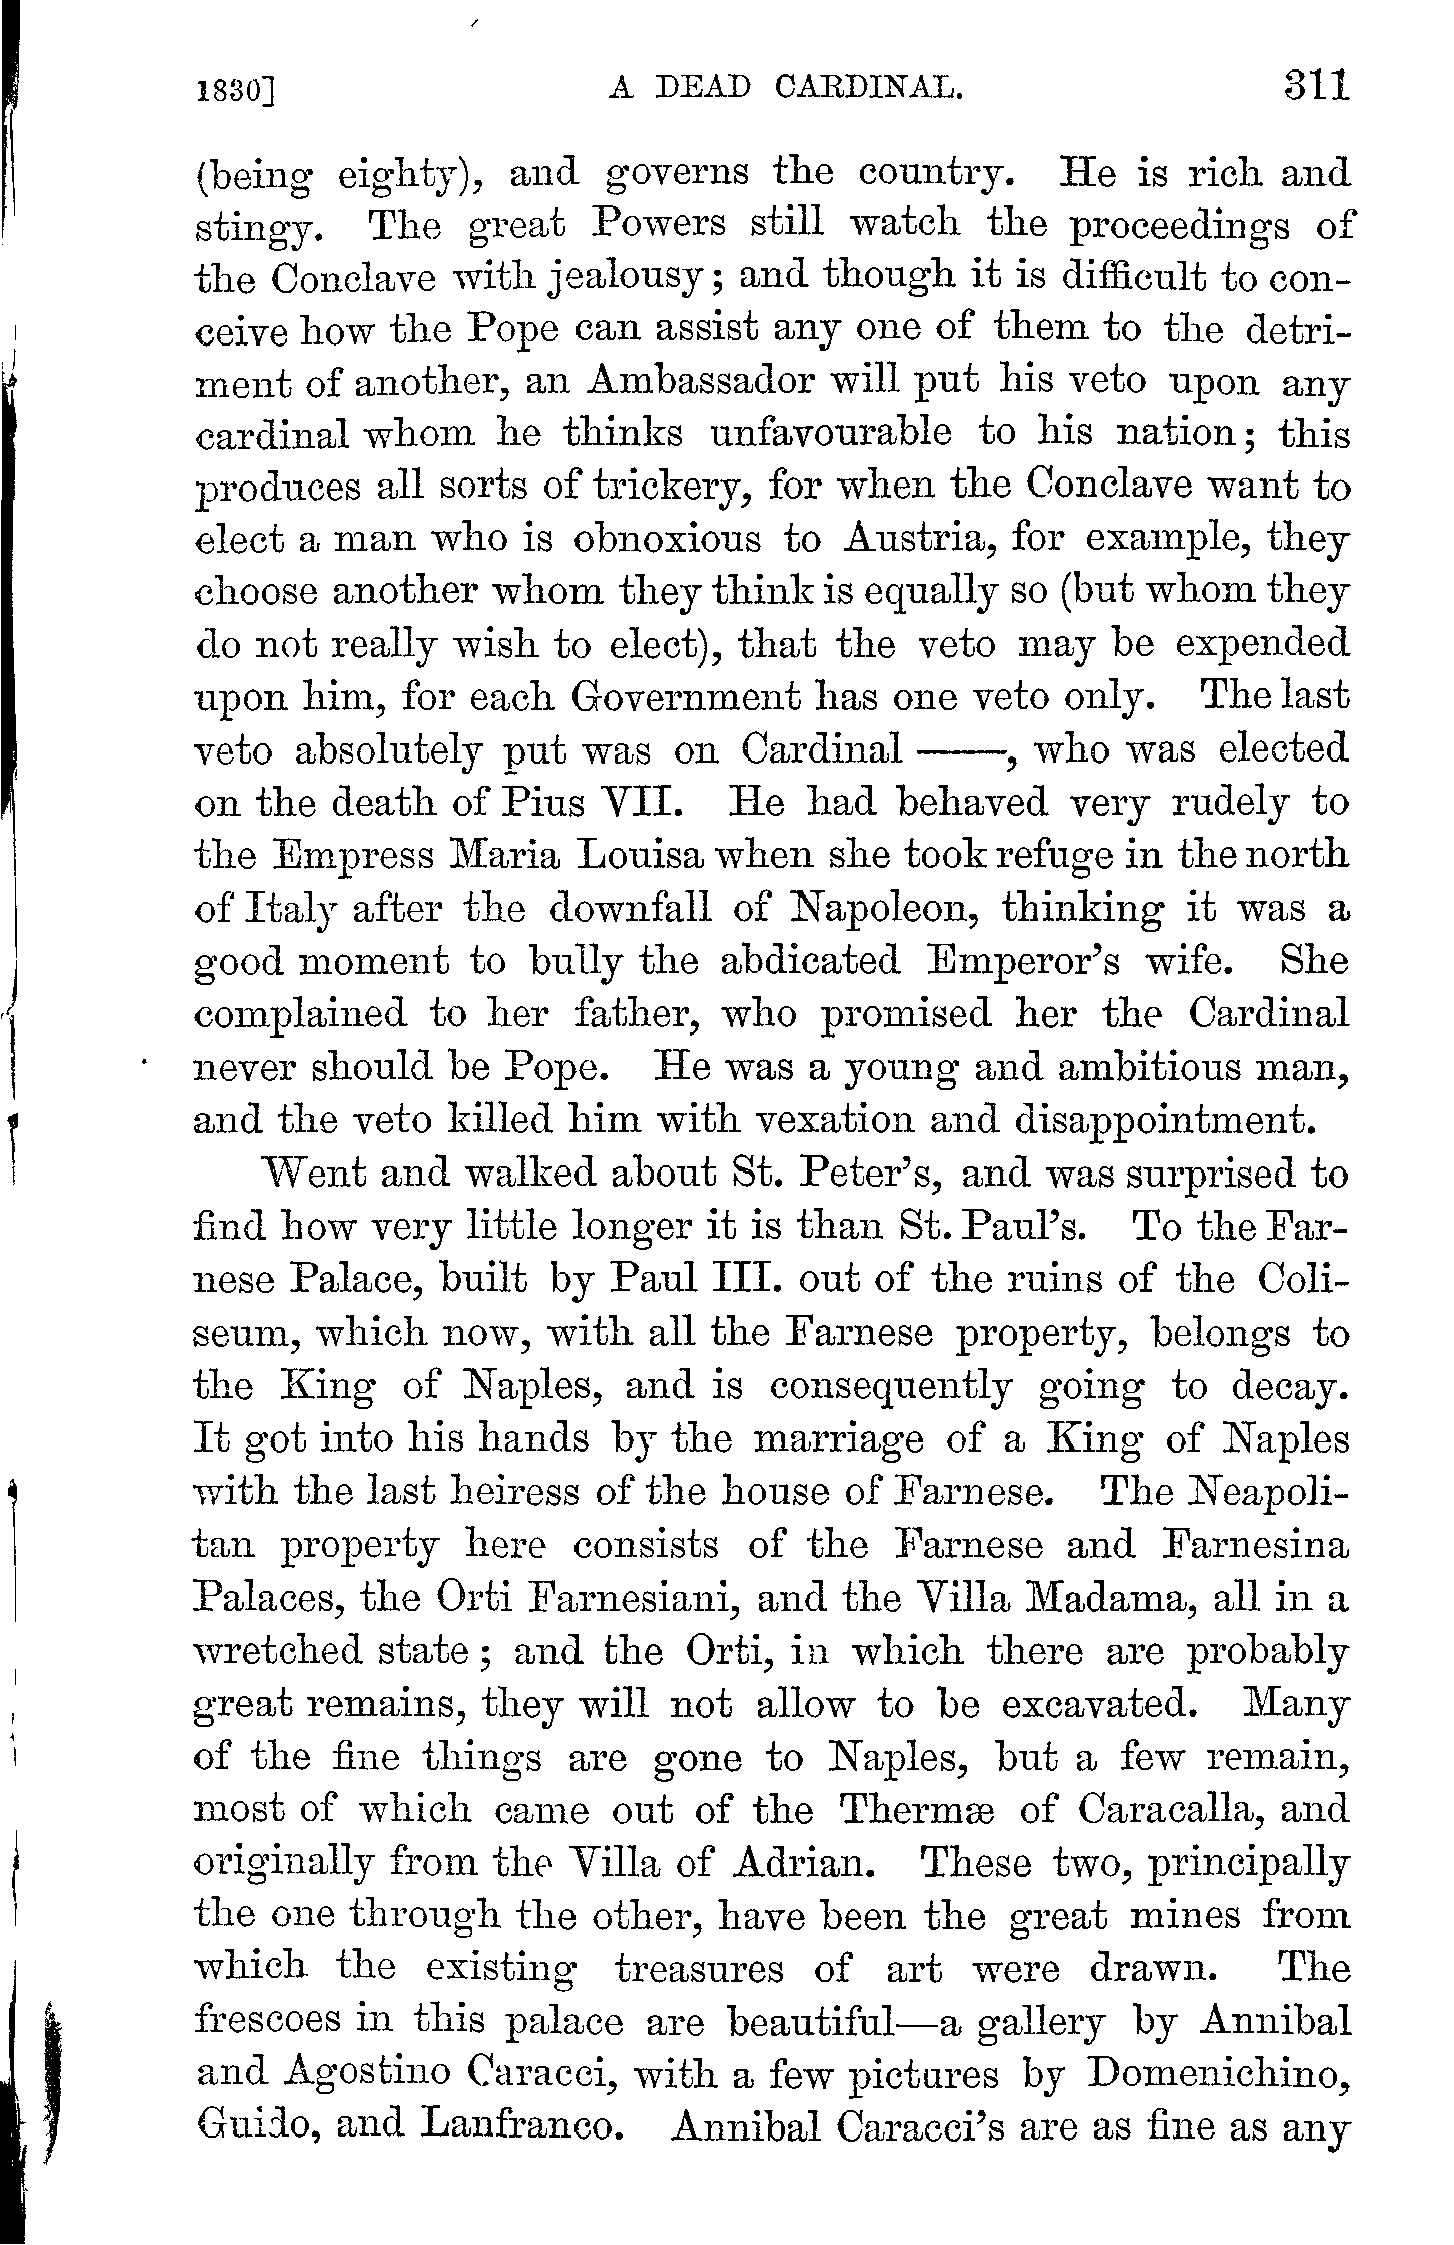 1830] A DEAD CARDINAL. 311
(being eighty), and governs the country. He is rich and
stingy. The great Powers still watch the proceedings of
the Conclave with jealousy; and though it is difficult to con-
ceive how the Pope can assist any one of them to the detri-
ment of another, an Ambassador will put his veto upon any
cardinal whom he thinks unfavourable to his nation; this
produces all sorts of trickery, for when the Conclave want to
elect a man who is obnoxious to Austria, for example, they
choose another whom they think is equally so (but whom they
do not really wish to elect), that the veto may be expended
upon him, for each Government has one veto only. The last
veto absolutely put was on Cardinal ——, who was elected
on the death of Pius VII. He had behaved very rudely to
the Empress Maria Louisa when she took refuge in the north
of Italy after the downfall of Napoleon, thinking it was a
good moment to bully the abdicated Emperor's wife. She
complained to her father, who promised her the Cardinal
never should be Pope. He was a young and ambitious man,
and the veto killed him with vexation and disappointment.
Went and walked about St. Peter's, and was surprised to
find how very little longer it is than St. Paul's. To the Far-
nese Palace, built by Paul III. out of the ruins of the Coli-
seum, which now, with all the Farnese property, belongs to
the King of Naples, and is consequently going to decay.
It got into his hands by the marriage of a King of Naples
with the last heiress of the house of Farnese. The Neapoli-
tan property here consists of the Farnese and Farnesina
Palaces, the Orti Farnesiani, and the Villa Madama, all in a
wretched state; and the Orti, in which there are probably
great remains, they will not allow to be excavated. Many
of the fine things are gone to Naples, but a few remain,
most of which came out of the Thermæ of Caracalla, and
originally from the Villa of Adrian. These two, principally
the one through the other, have been the great mines from
which the existing treasures of art were drawn. The
frescoes in this palace are beautiful—a gallery by Annibal
and Agostino Caracci, with a few pictures by Domenichino,
Guido, and Lanfranco. Annibal Caracci's are as fine as any